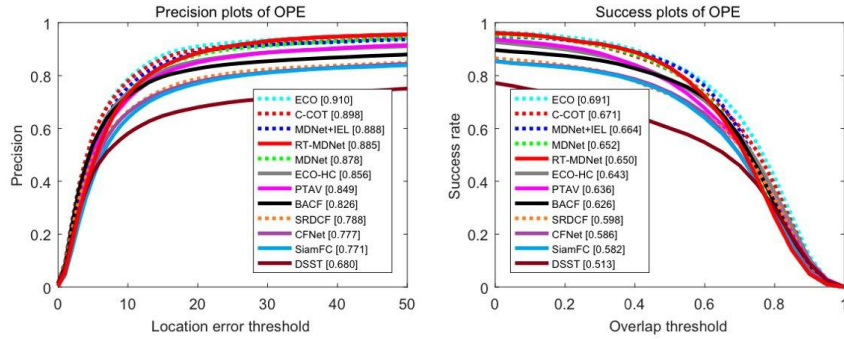 Precision plots of OPE
1
0.8
0.6
0.4
0.2
0
Precision
ECO [0.910]
C-COT [0.898]
MDNet+IEL [0.888]
RT-MDNet [0.885]
MDNet [0.878]
ECO-HC [0.856]
PTAV [0.849]
BACF [0.826]
SRDCF [0.788]
CFNet [0.777]
SiamFC [0.771]
DSST [0.680]
0 10 20 30 40 50
Location error threshold
Success plots of OPE
1
0.8
0.6
0.4
0.2
0
Success rate
ECO [0.691]
C-COT [0.671]
MDNet+IEL [0.664]
MDNet [0.652]
RT-MDNet [0.650]
ECO-HC [0.643]
PTAV [0.636]
BACF [0.626]
SRDCF [0.598]
CFNet [0.586]
SiamFC [0.582]
DSST [0.513]
0 0.2 0.4 0.6 0.8 1
Overlap threshold